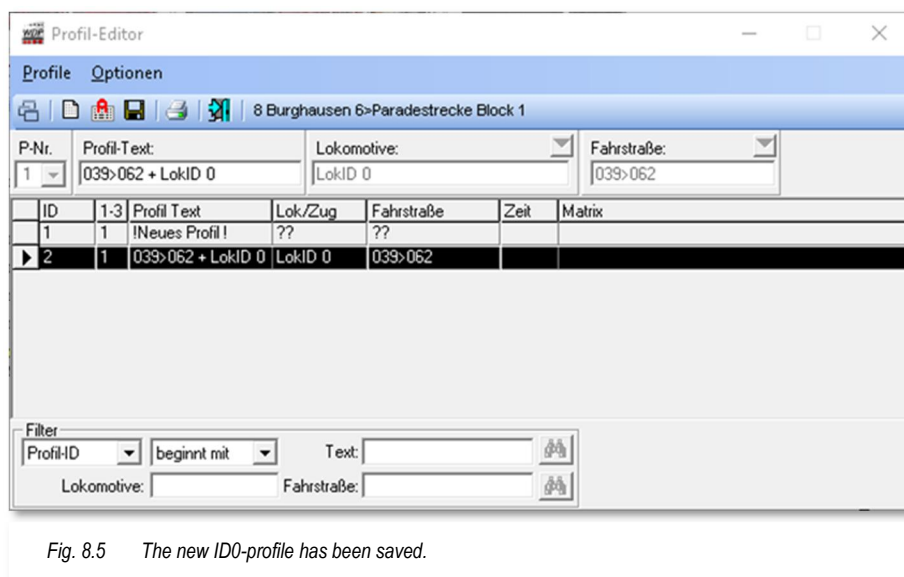 WDP
Profil-Editor
Profile Optionen
8 Burghausen 6>Paradestrecke Block 1
P-Nr. Profil-Text: Lokomotive: Fahrstraße:
1 039>062 + LokID 0 LokID 0 039>062
ID 1-3 Profil Text Lok/Zug Fahrstraße Zeit Matrix
1 1 !Neues Profil ! ?? ??
2 1 039>062 + LokID 0 LokID 0 039>062
Filter
Profil-ID beginnt mit Text:
Lokomotive: Fahrstraße:
Fig. 8.5 The new ID0-profile has been saved.